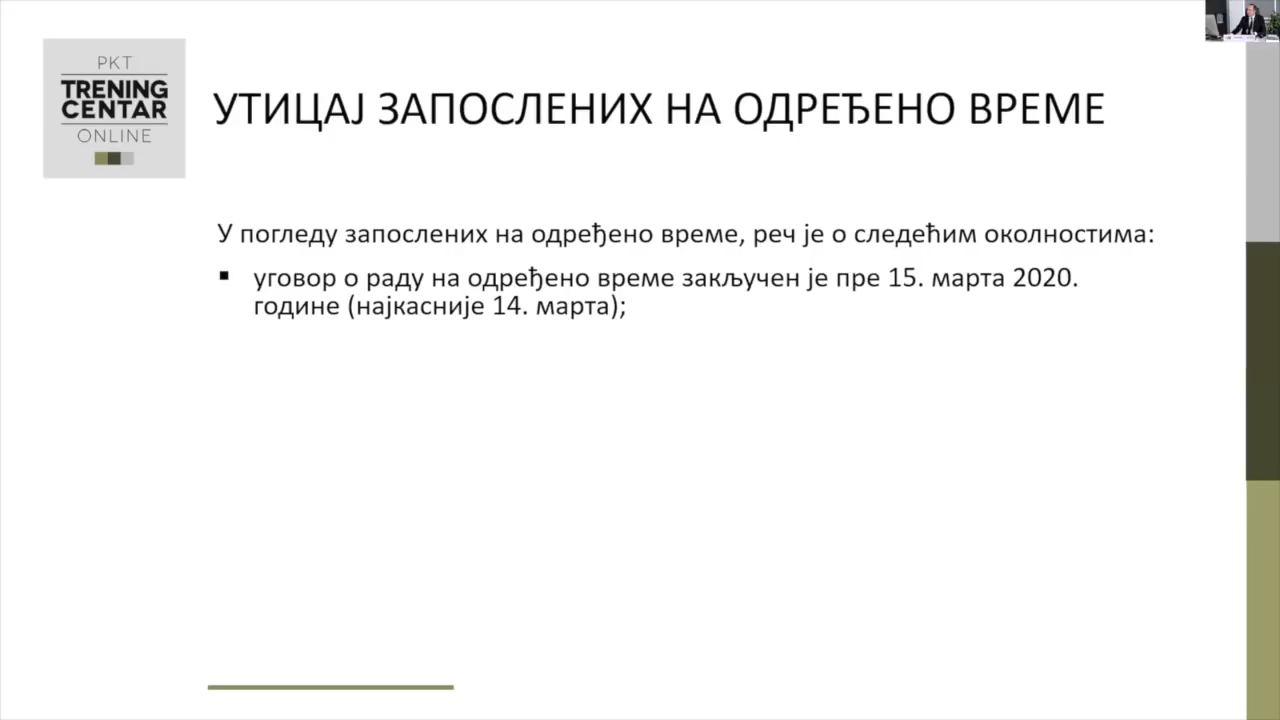 PKT
TRENING
CENTAR
ONLINE
УТИЦАЈ ЗАПОСЛЕНИХ НА ОДРЕЂЕНО ВРЕМЕ
У погледу запослених на одређено време, реч је о следећим околностима:
▪ уговор о раду на одређено време закључен је пре 15. марта 2020.
године (најкасније 14. марта);